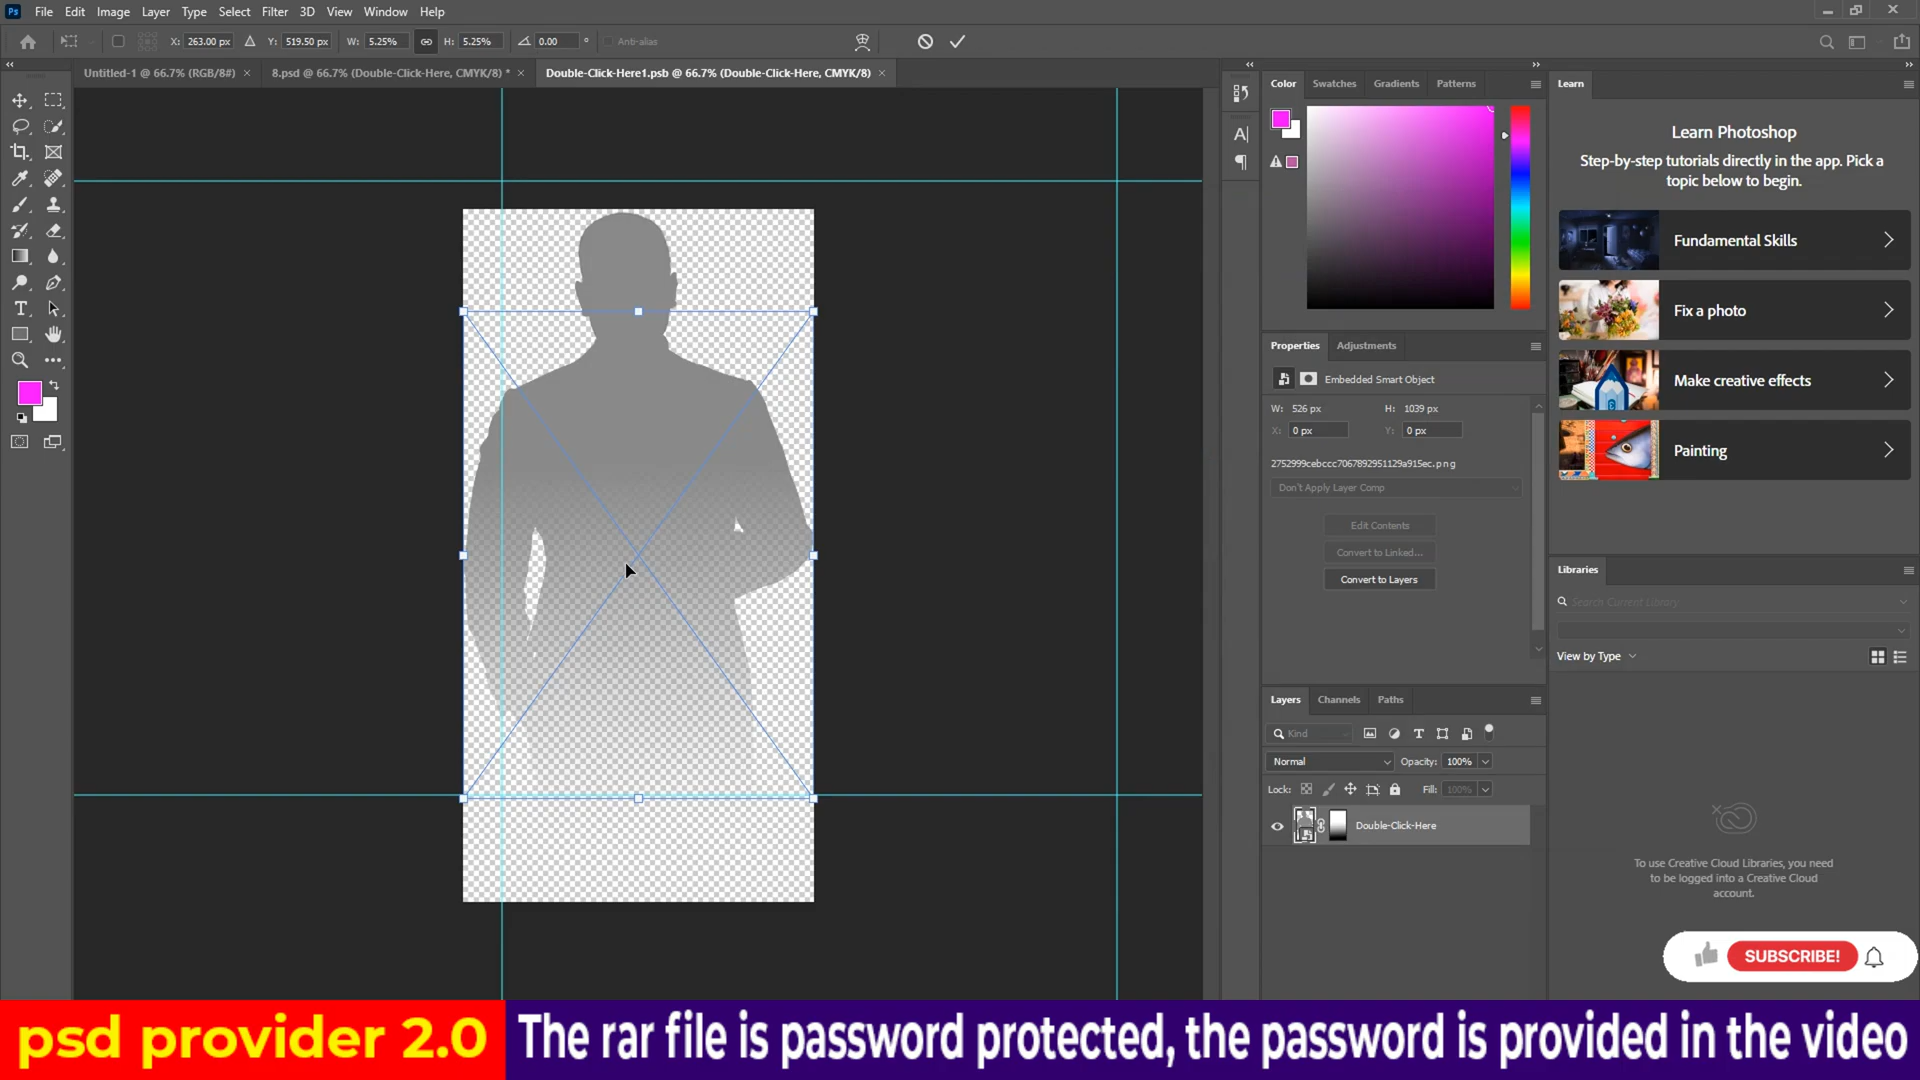 Ps File Edit Image Layer Type Select Filter 3D View Window Help
X: 263.00 px Y: 519.50 px W: 5.25% H: 5.25% 0.00 ° Anti-alias
Untitled-1 @ 66.7% (RGB/8#) × 8.psd @ 66.7% (Double-Click-Here, CMYK/8) * × Double-Click-Here1.psb @ 66.7% (Double-Click-Here, CMYK/8) ×
Color Swatches Gradients Patterns
Learn
Learn Photoshop
Step-by-step tutorials directly in the app. Pick a
topic below to begin.
Fundamental Skills
Fix a photo
Make creative effects
Painting
Properties Adjustments
Embedded Smart Object
W: 526 px H: 1039 px
X: 0 px Y: 0 px
2752999cebccc7067892951129a915ec.png
Don't Apply Layer Comp
Edit Contents
Convert to Linked...
Convert to Layers
Libraries
Search Current Library
View by Type
Layers Channels Paths
Kind
Normal Opacity: 100%
Lock: Fill: 100%
Double-Click-Here
To use Creative Cloud Libraries, you need
to be logged into a Creative Cloud
account.
SUBSCRIBE!
psd provider 2.0
The rar file is password protected, the password is provided in the video